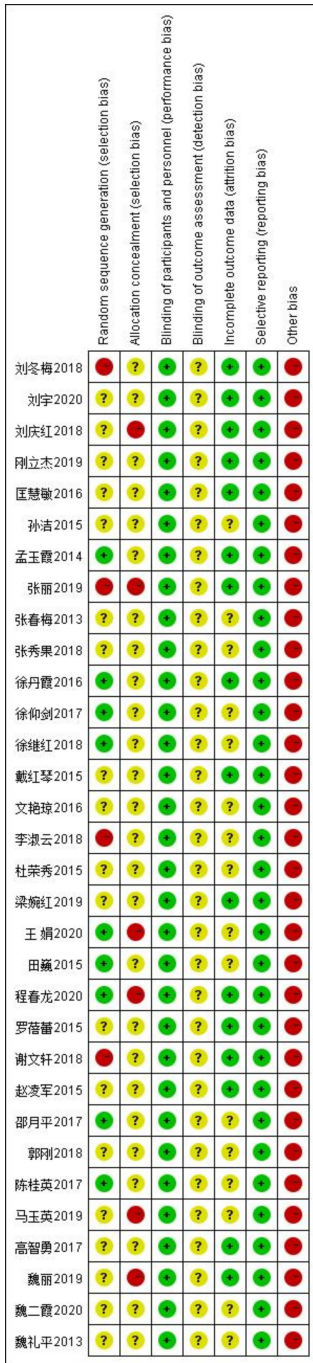 Random sequence generation (selection bias)
Allocation concealment (selection bias)
Blinding of participants and personnel (performance bias)
Blinding of outcome assessment (detection bias)
Incomplete outcome data (attrition bias)
Selective reporting (reporting bias)
Other bias
刘冬梅2018 - ? + ? + + -
刘宇2020 ? ? + ? + + -
刘庆红2018 ? - + ? + + -
刚立杰2019 ? ? + ? + + -
匡慧敏2016 ? ? + ? + + -
孙洁2015 ? ? + ? ? + -
孟玉霞2014 + ? + ? + + -
张丽2019 - - + ? + + -
张春梅2013 ? ? + ? ? + -
张秀果2018 ? ? + ? ? + -
徐丹霞2016 + ? + ? + + -
徐仰剑2017 + ? + ? ? + -
徐维红2018 + ? + ? ? + -
戴红琴2015 ? ? + ? + + -
文艳琼2016 ? ? + ? ? + -
李淑云2018 - ? + ? ? + -
杜荣秀2015 ? ? + ? ? + -
梁婉红2019 ? ? + ? + + -
王娟2020 + - + ? ? + -
田巍2015 + ? + ? ? + -
程春龙2020 + - + ? + + -
罗蓓蕾2015 ? ? + ? + + -
谢文轩2018 - ? + ? + + -
赵凌军2015 ? ? + ? + + -
邵月平2017 + ? + ? ? + -
郭刚2018 ? ? + ? ? + -
陈桂英2017 + ? + ? ? + -
马玉英2019 ? - + ? ? + -
高智勇2017 ? ? + ? + + -
魏丽2019 ? - + ? + + -
魏二霞2020 ? ? + ? ? + -
魏礼平2013 ? ? + ? ? + -